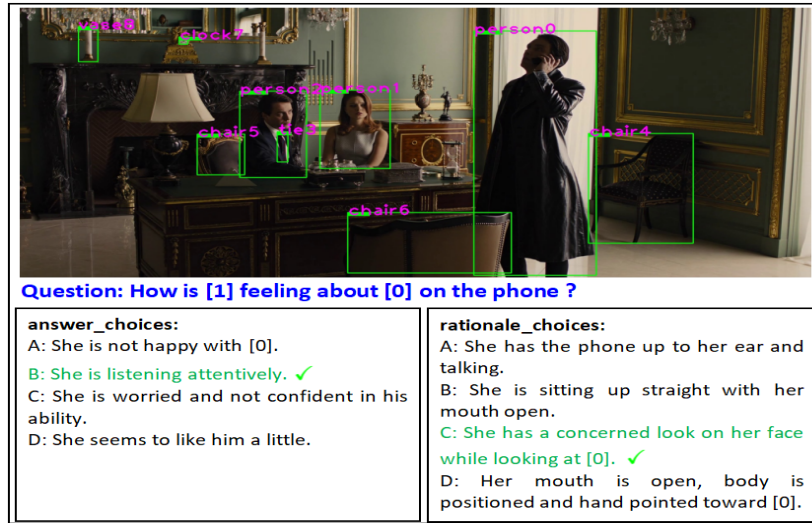 vase8
clock7
person0
person2
person1
chair5
tie3
chair4
chair6
Question: How is [1] feeling about [0] on the phone ?
answer_choices:
A: She is not happy with [0].
B: She is listening attentively. ✓
C: She is worried and not confident in his
ability.
D: She seems to like him a little.
rationale_choices:
A: She has the phone up to her ear and
talking.
B: She is sitting up straight with her
mouth open.
C: She has a concerned look on her face
while looking at [0]. ✓
D: Her mouth is open, body is
positioned and hand pointed toward [0].